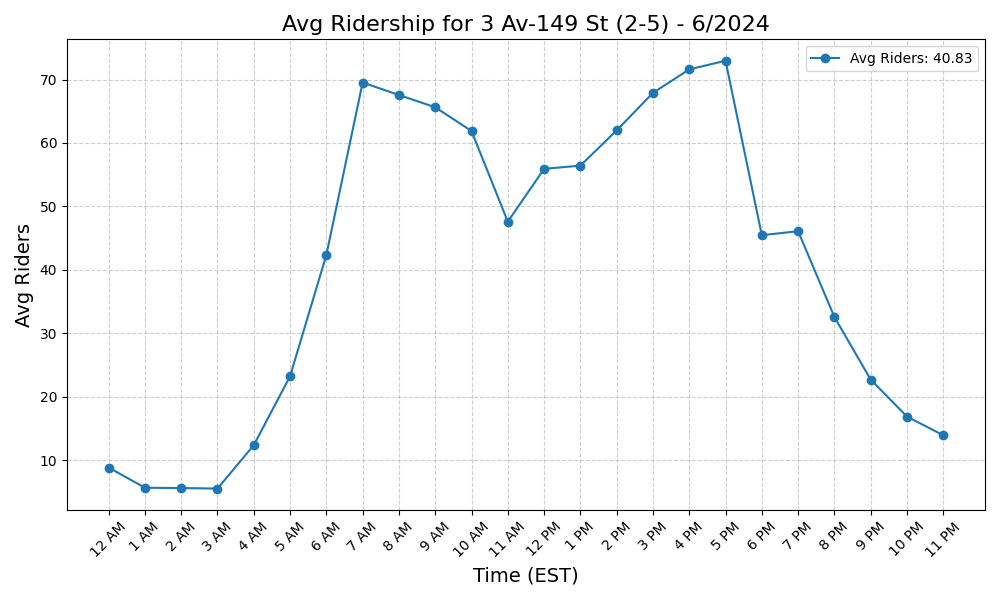 Avg Ridership for 3 Av-149 St (2-5) - 6/2024
Avg Riders: 40.83
Avg Riders
70
60
50
40
30
20
10
12 AM
1 AM
2 AM
3 AM
4 AM
5 AM
6 AM
7 AM
8 AM
9 AM
10 AM
11 AM
12 PM
1 PM
2 PM
3 PM
4 PM
5 PM
6 PM
7 PM
8 PM
9 PM
10 PM
11 PM
Time (EST)